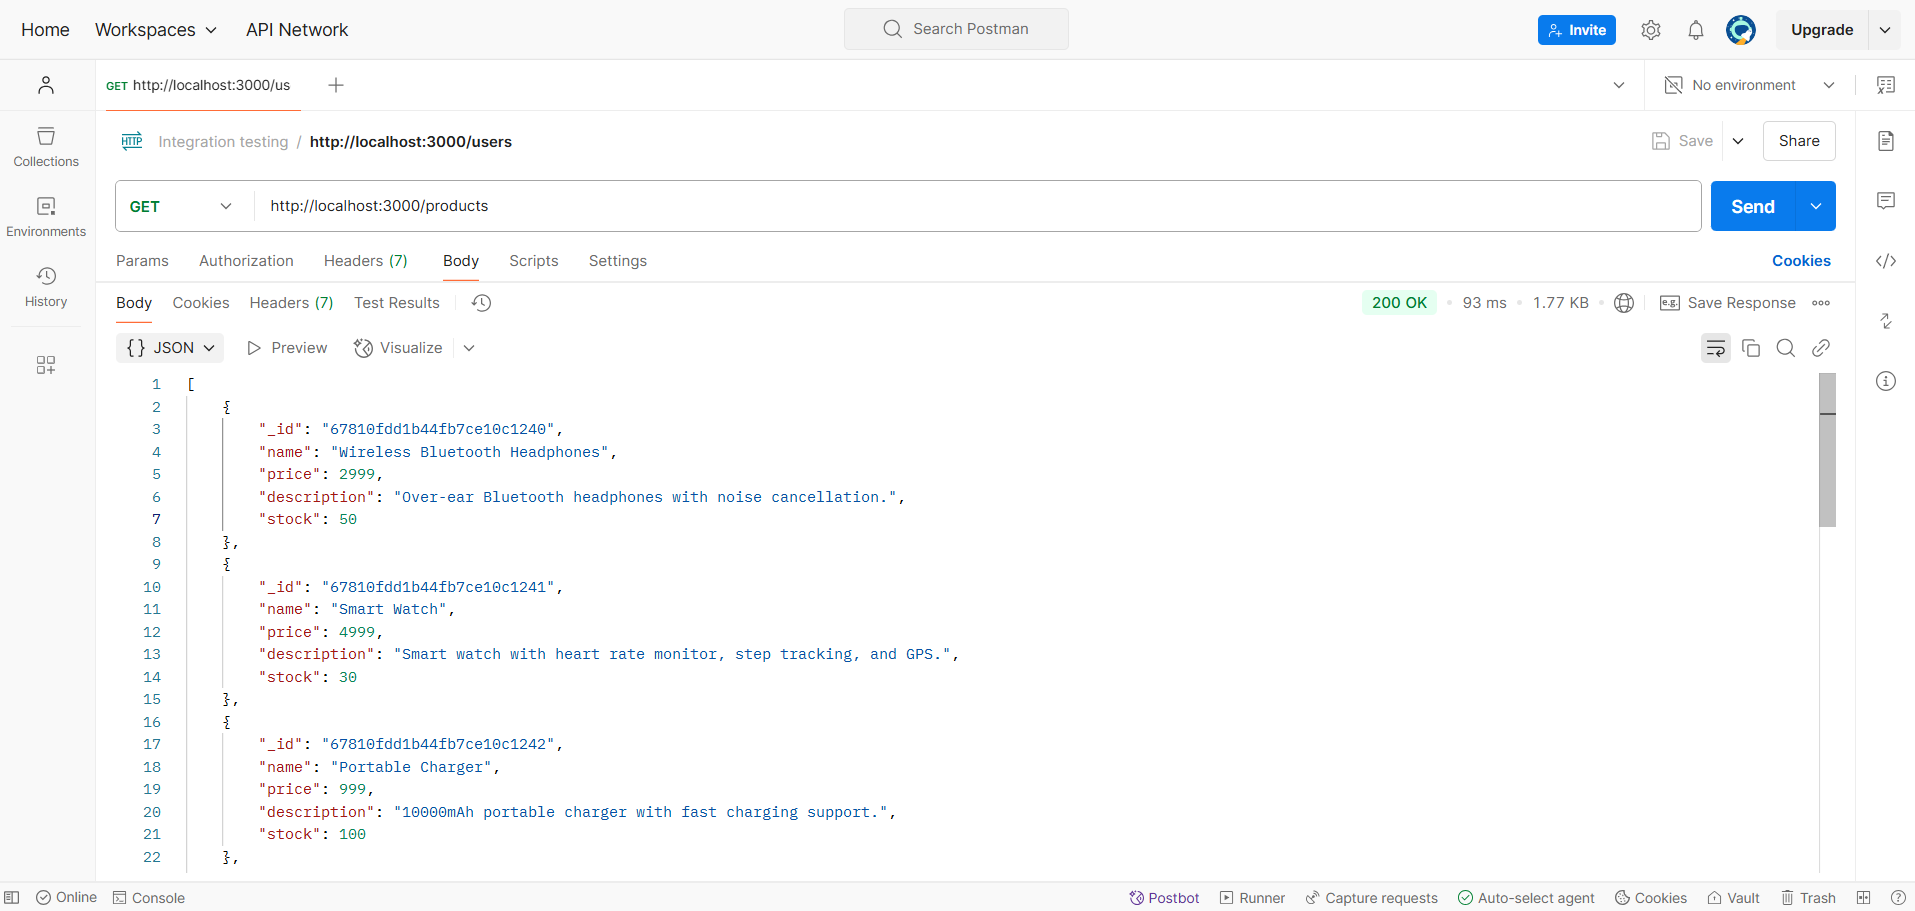 Home Workspaces API Network Search Postman Invite Upgrade
GET http://localhost:3000/us No environment
HTTP Integration testing / http://localhost:3000/users Save Share
GET http://localhost:3000/products Send
Params Authorization Headers (7) Body Scripts Settings Cookies
Body Cookies Headers (7) Test Results 200 OK 93 ms 1.77 KB e.g. Save Response
{} JSON Preview Visualize
Collections
Environments
History
1 [
2 {
3 "_id": "67810fdd1b44fb7ce10c1240",
4 "name": "Wireless Bluetooth Headphones",
5 "price": 2999,
6 "description": "Over-ear Bluetooth headphones with noise cancellation.",
7 "stock": 50
8 },
9 {
10 "_id": "67810fdd1b44fb7ce10c1241",
11 "name": "Smart Watch",
12 "price": 4999,
13 "description": "Smart watch with heart rate monitor, step tracking, and GPS.",
14 "stock": 30
15 },
16 {
17 "_id": "67810fdd1b44fb7ce10c1242",
18 "name": "Portable Charger",
19 "price": 999,
20 "description": "10000mAh portable charger with fast charging support.",
21 "stock": 100
22 },
Online Console Postbot Runner Capture requests Auto-select agent Cookies Vault Trash